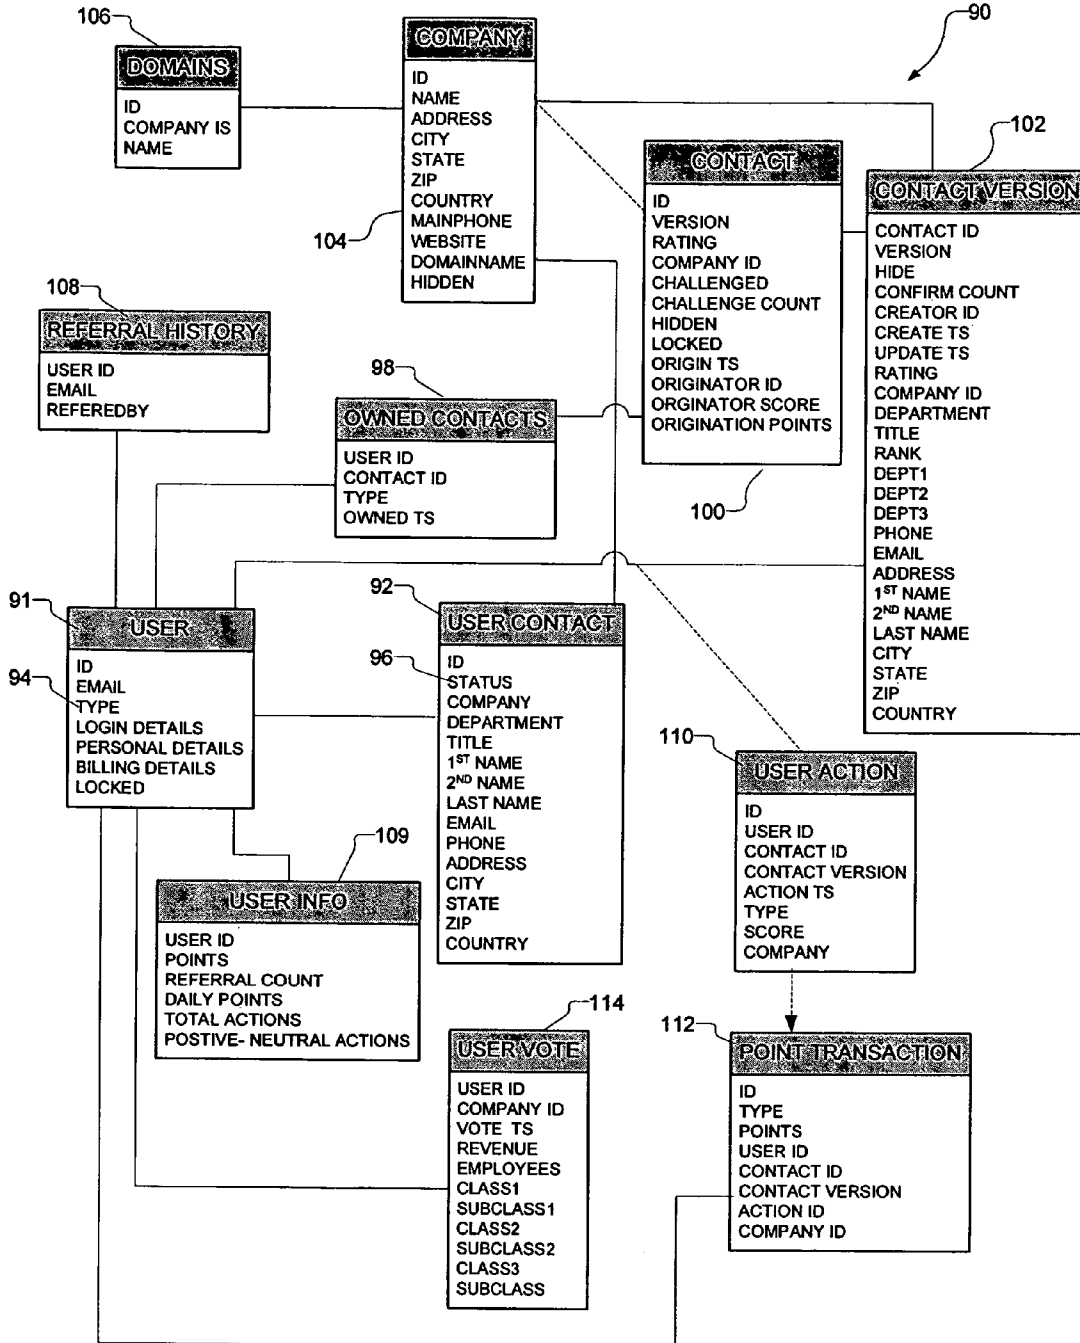 90
106
DOMAINS
ID
COMPANY IS
NAME
COMPANY
ID
NAME
ADDRESS
CITY
STATE
ZIP
COUNTRY
MAINPHONE
WEBSITE
DOMAINNAME
HIDDEN
104
CONTACT
ID
VERSION
RATING
COMPANY ID
CHALLENGED
CHALLENGE COUNT
HIDDEN
LOCKED
ORIGIN TS
ORIGINATOR ID
ORGINATOR SCORE
ORIGINATION POINTS
100
102
CONTACT VERSION
CONTACT ID
VERSION
HIDE
CONFIRM COUNT
CREATOR ID
CREATE TS
UPDATE TS
RATING
COMPANY ID
DEPARTMENT
TITLE
RANK
DEPT1
DEPT2
DEPT3
PHONE
EMAIL
ADDRESS
1ST NAME
2ND NAME
LAST NAME
CITY
STATE
ZIP
COUNTRY
108
REFERRAL HISTORY
USER ID
EMAIL
REFEREDBY
98
OWNED CONTACTS
USER ID
CONTACT ID
TYPE
OWNED TS
91
USER
94
ID
EMAIL
TYPE
LOGIN DETAILS
PERSONAL DETAILS
BILLING DETAILS
LOCKED
92
USER CONTACT
96
ID
STATUS
COMPANY
DEPARTMENT
TITLE
1ST NAME
2ND NAME
LAST NAME
EMAIL
PHONE
ADDRESS
CITY
STATE
ZIP
COUNTRY
110
USER ACTION
ID
USER ID
CONTACT ID
CONTACT VERSION
ACTION TS
TYPE
SCORE
COMPANY
109
USER INFO
USER ID
POINTS
REFERRAL COUNT
DAILY POINTS
TOTAL ACTIONS
POSTIVE- NEUTRAL ACTIONS
114
USER VOTE
USER ID
COMPANY ID
VOTE TS
REVENUE
EMPLOYEES
CLASS1
SUBCLASS1
CLASS2
SUBCLASS2
CLASS3
SUBCLASS
112
POINT TRANSACTION
ID
TYPE
POINTS
USER ID
CONTACT ID
CONTACT VERSION
ACTION ID
COMPANY ID